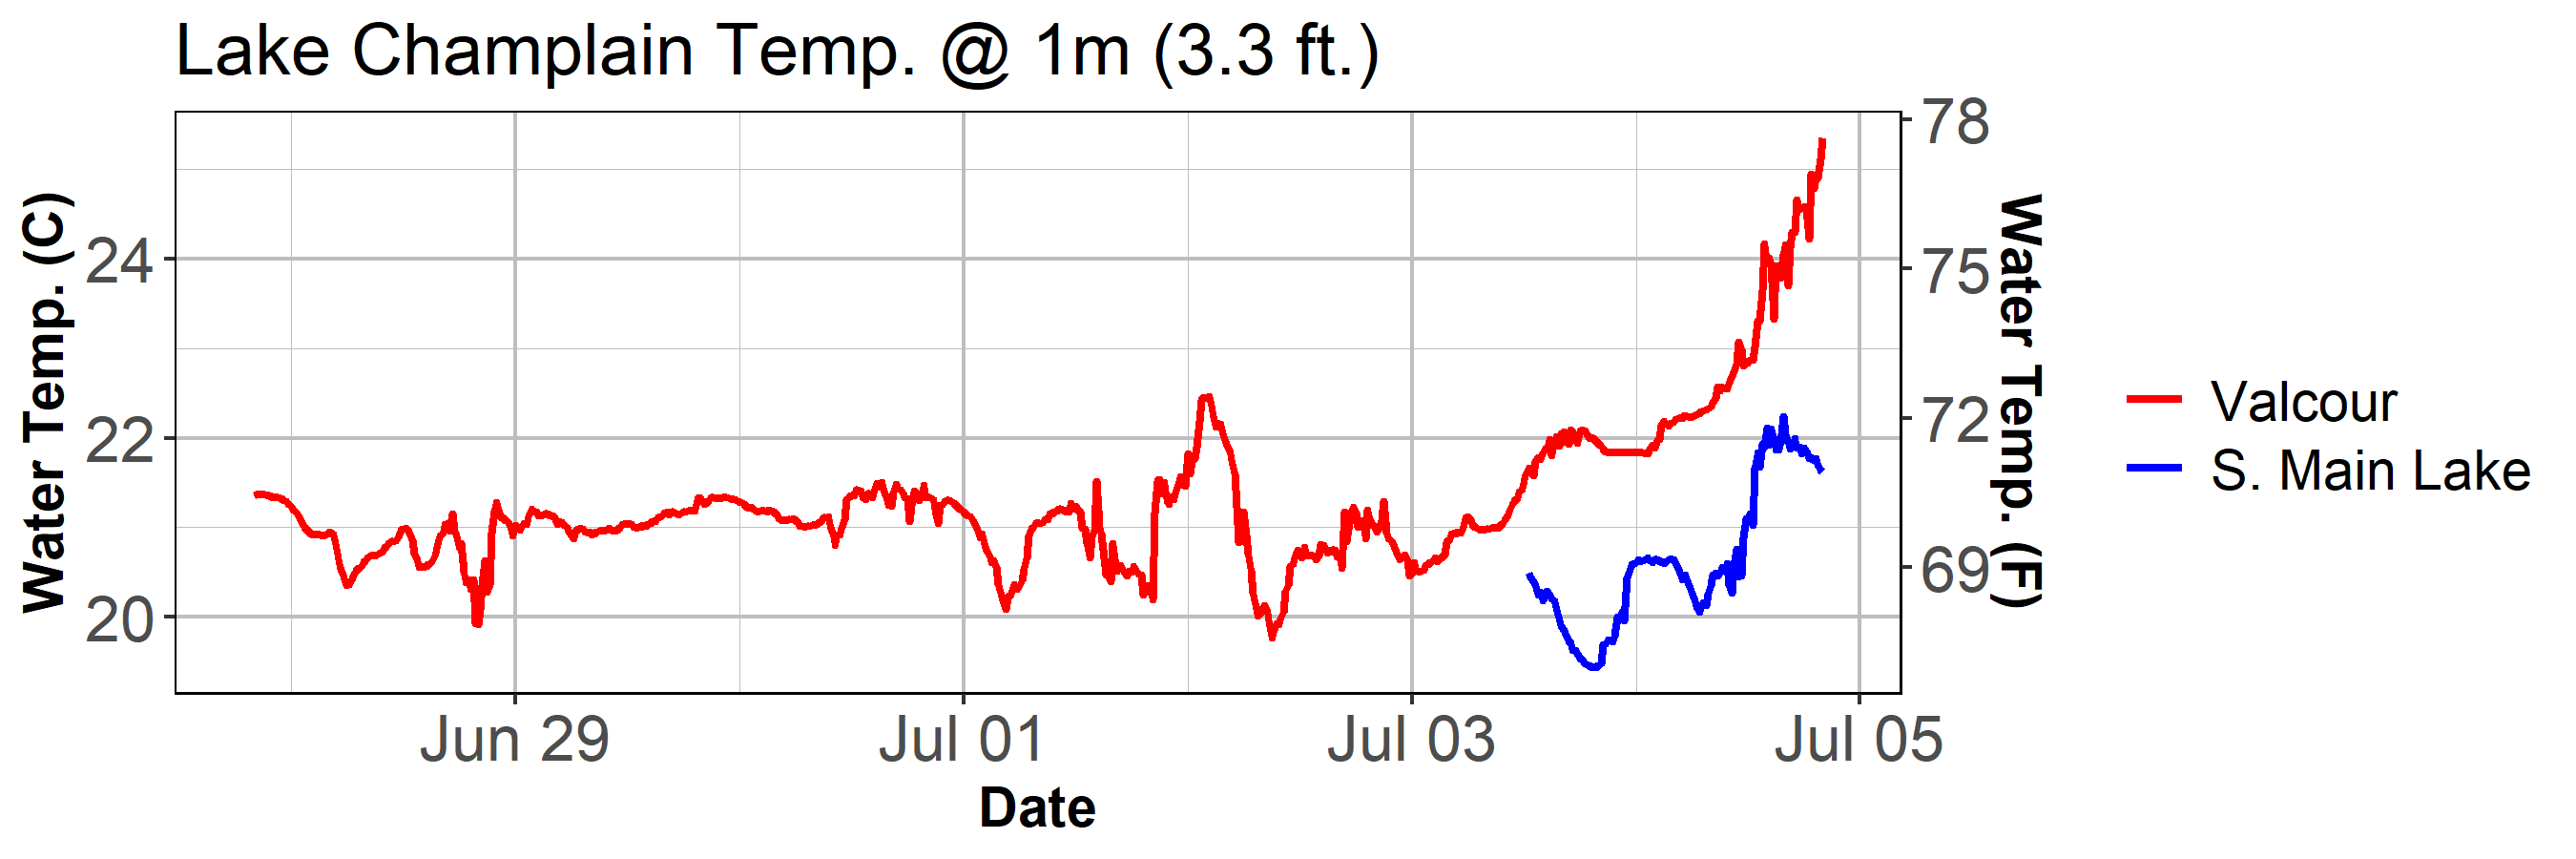 Lake Champlain Temp. @ 1m (3.3 ft.)
Water Temp. (C)
24
22
20
78
75
72
69
Water Temp. (F)
Jun 29
Jul 01
Jul 03
Jul 05
Date
Valcour
S. Main Lake